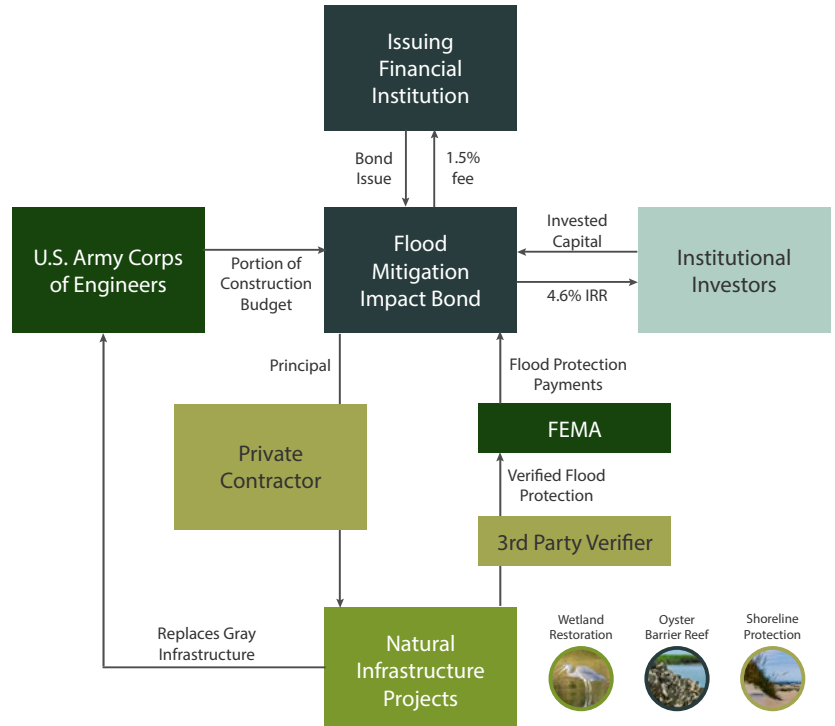 Issuing
Financial
Institution
Bond
Issue
1.5%
fee
U.S. Army Corps
of Engineers
Portion of
Construction
Budget
Flood
Mitigation
Impact Bond
Invested
Capital
4.6% IRR
Institutional
Investors
Principal
Flood Protection
Payments
Private
Contractor
FEMA
Verified Flood
Protection
3rd Party Verifier
Replaces Gray
Infrastructure
Natural
Infrastructure
Projects
Wetland
Restoration
Oyster
Barrier Reef
Shoreline
Protection